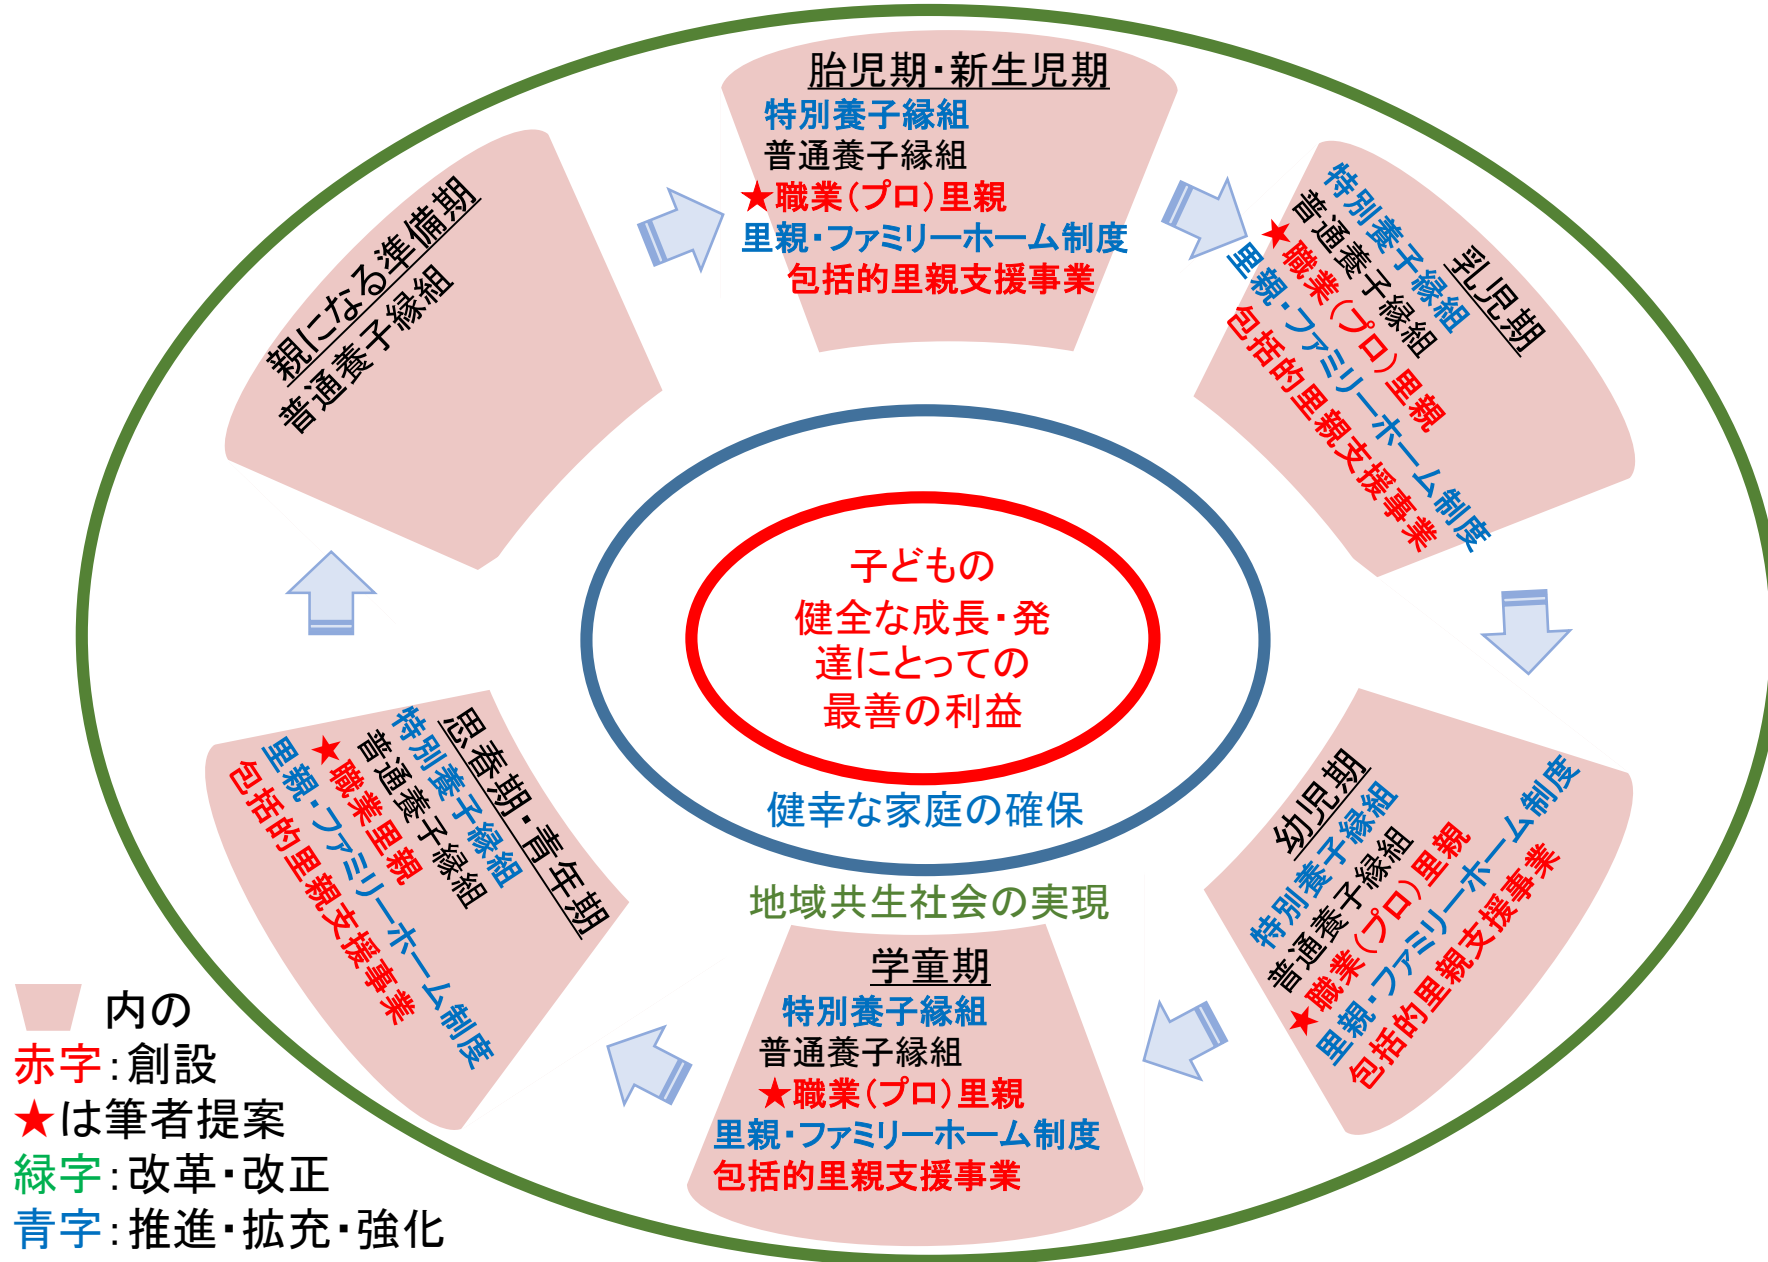 胎児期・新生児期
特別養子縁組
普通養子縁組
★職業(プロ)里親
里親・ファミリーホーム制度
包括的里親支援事業
乳児期
特別養子縁組
普通養子縁組
★職業(プロ)里親
里親・ファミリーホーム制度
包括的里親支援事業
幼児期
特別養子縁組
普通養子縁組
★職業(プロ)里親
里親・ファミリーホーム制度
包括的里親支援事業
学童期
特別養子縁組
普通養子縁組
★職業(プロ)里親
里親・ファミリーホーム制度
包括的里親支援事業
思春期・青年期
特別養子縁組
普通養子縁組
★職業里親
里親・ファミリーホーム制度
包括的里親支援事業
親になる準備期
普通養子縁組
子どもの
健全な成長・発
達にとっての
最善の利益
健幸な家庭の確保
地域共生社会の実現
内の
赤字:創設
★は筆者提案
緑字:改革・改正
青字:推進・拡充・強化